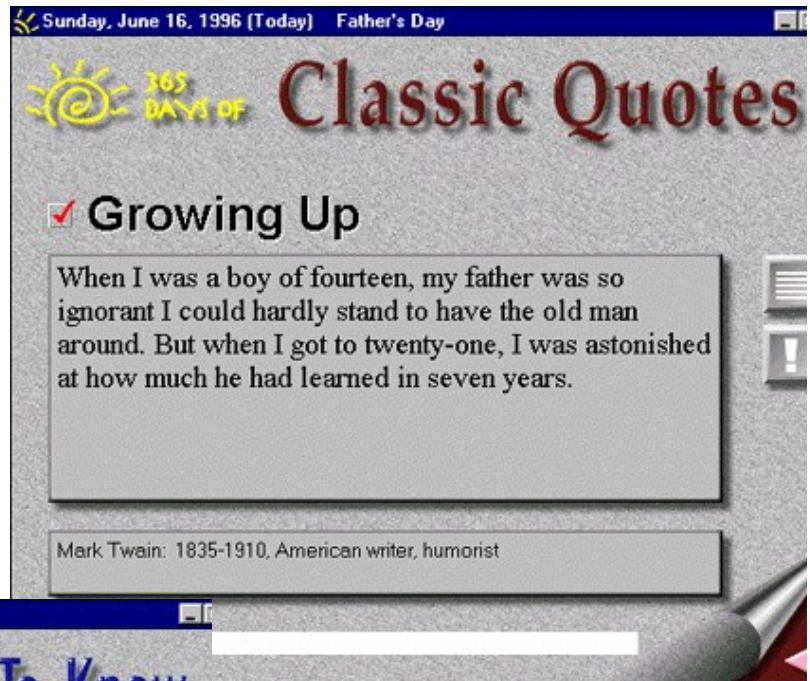 Sunday, June 16, 1996 (Today) Father's Day
365
DAYS OF
Classic Quotes
Growing Up
When I was a boy of fourteen, my father was so
ignorant I could hardly stand to have the old man
around. But when I got to twenty-one, I was astonished
at how much he had learned in seven years.
Mark Twain: 1835-1910, American writer, humorist
To Know